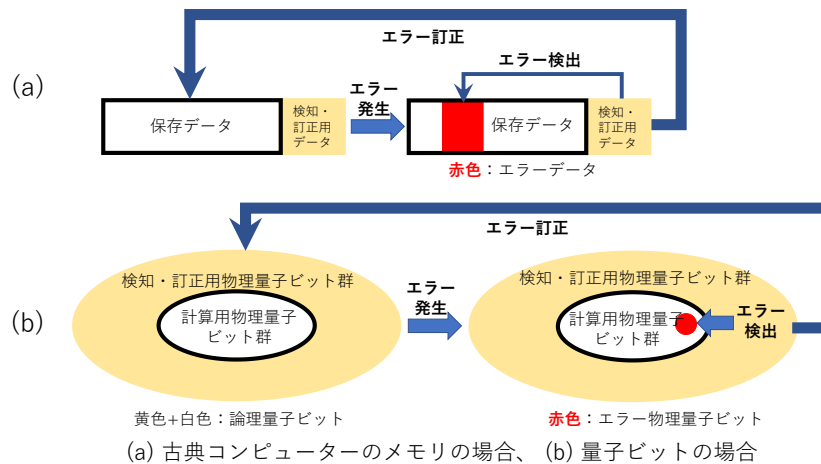 エラー訂正
エラー検出
(a)
保存データ
検知・
訂正用
データ
エラー
発生
保存データ
検知・
訂正用
データ
赤色：エラーデータ
エラー訂正
検知・訂正用物理量子ビット群
エラー
発生
検知・訂正用物理量子ビット群
(b)
計算用物理量子
ビット群
計算用物理量子
ビット群
エラー
検出
黄色+白色：論理量子ビット
赤色：エラー物理量子ビット
(a) 古典コンピューターのメモリの場合、 (b) 量子ビットの場合